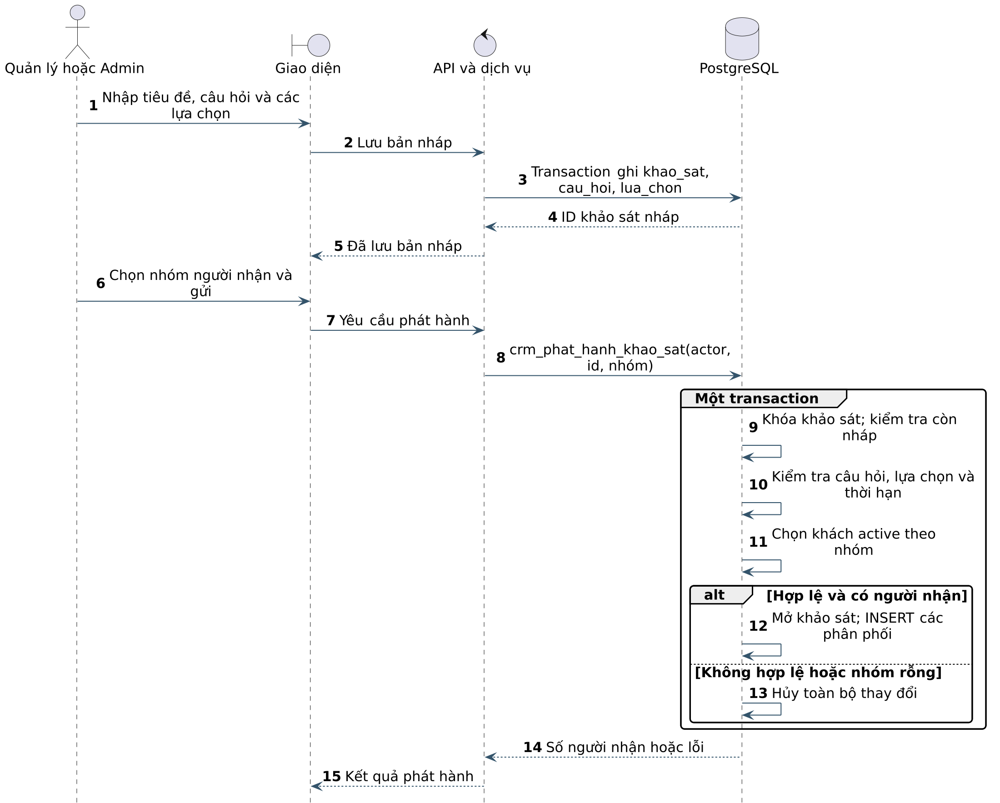 Quản lý hoặc Admin
Giao diện
API và dịch vụ
PostgreSQL
1 Nhập tiêu đề, câu hỏi và các
lựa chọn
2 Lưu bản nháp
3 Transaction ghi khao_sat,
cau_hoi, lua_chon
4 ID khảo sát nháp
5 Đã lưu bản nháp
6 Chọn nhóm người nhận và
gửi
7 Yêu cầu phát hành
8 crm_phat_hanh_khao_sat(actor,
id, nhóm)
Một transaction
9 Khóa khảo sát; kiểm tra còn
nháp
10 Kiểm tra câu hỏi, lựa chọn và
thời hạn
11 Chọn khách active theo
nhóm
alt [Hợp lệ và có người nhận]
12 Mở khảo sát; INSERT các
phân phối
[Không hợp lệ hoặc nhóm rỗng]
13 Hủy toàn bộ thay đổi
14 Số người nhận hoặc lỗi
15 Kết quả phát hành